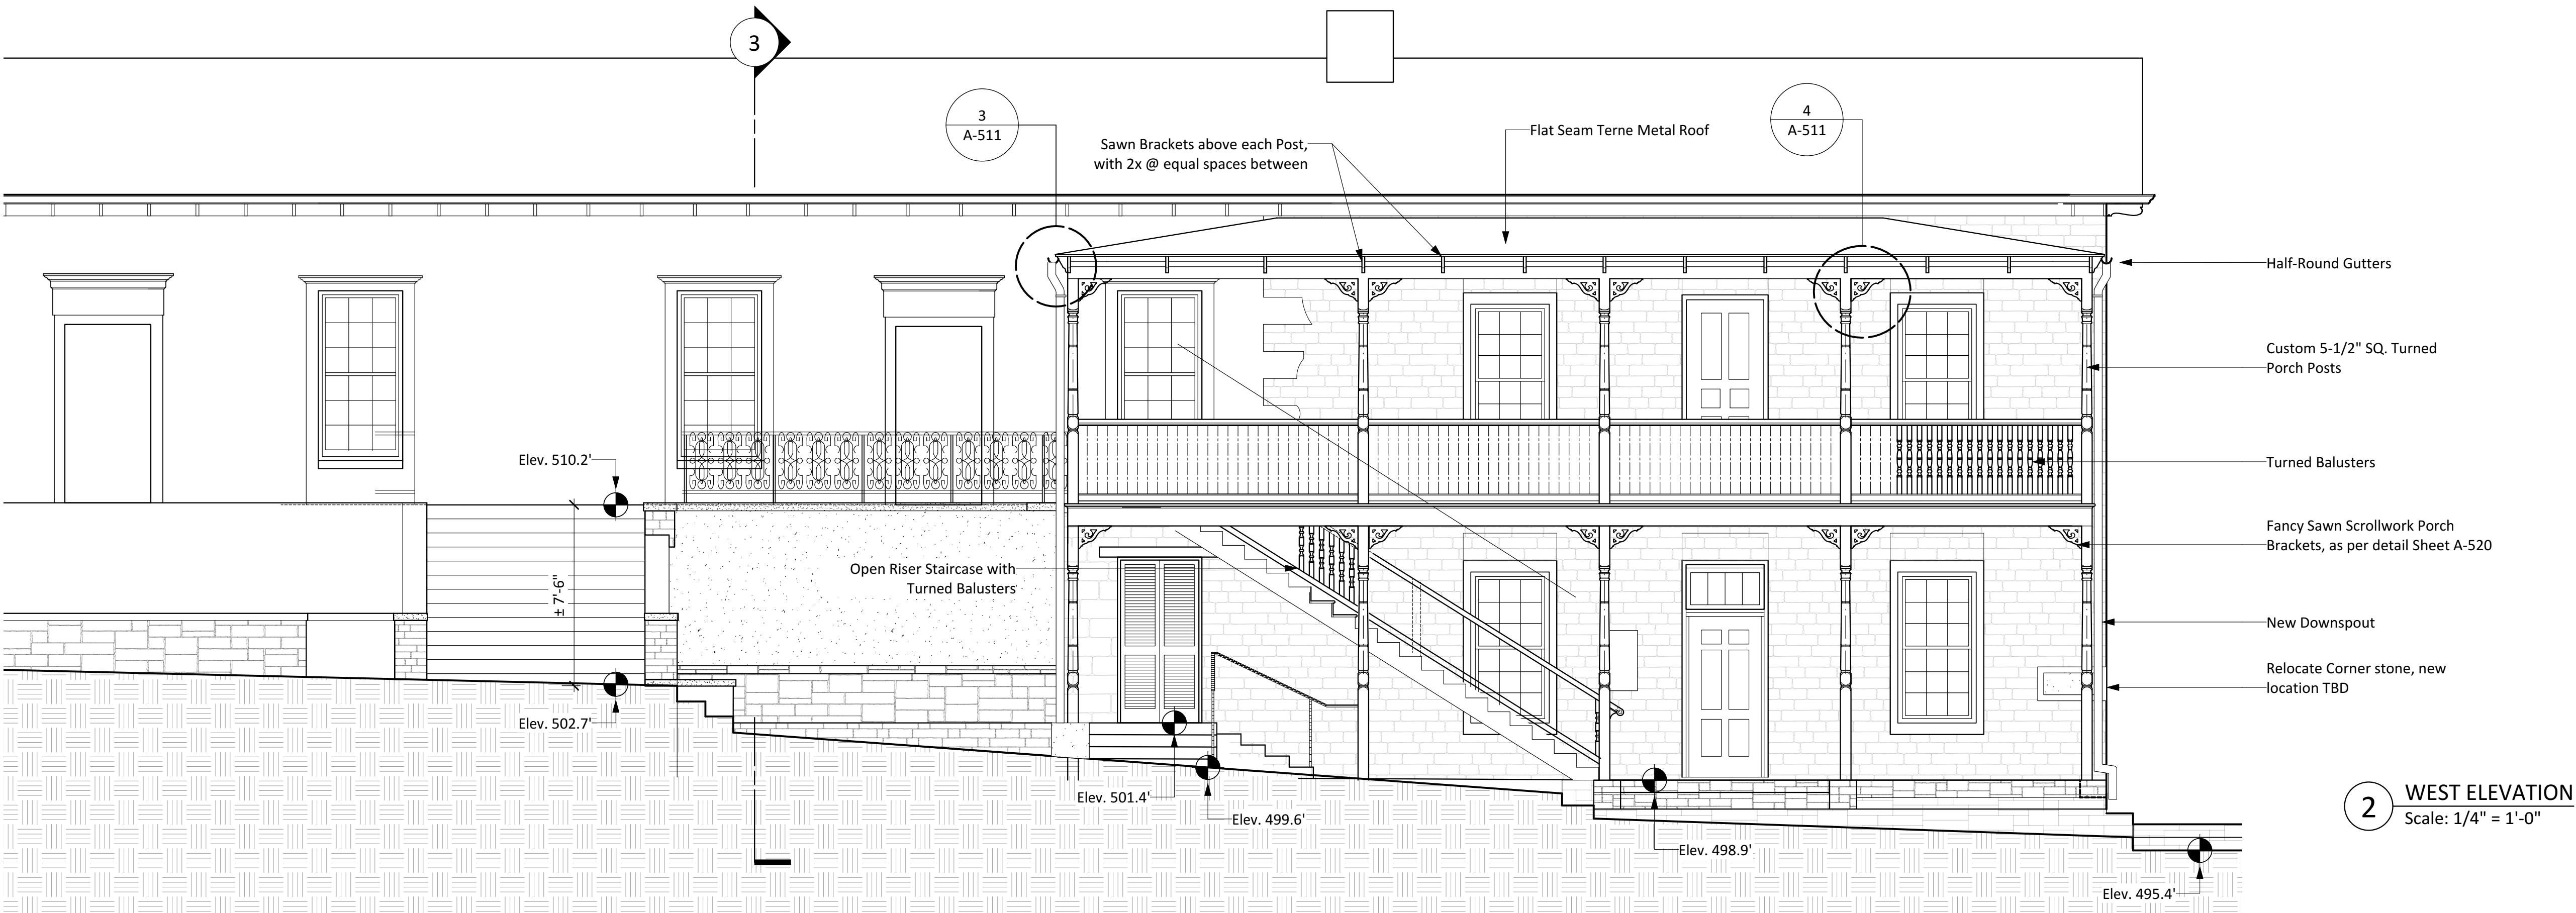 3
3
A-511
4
A-511
Sawn Brackets above each Post,
with 2x @ equal spaces between
Flat Seam Terne Metal Roof
Half-Round Gutters
Custom 5-1/2" SQ. Turned
Porch Posts
Turned Balusters
Elev. 510.2'
Fancy Sawn Scrollwork Porch
Brackets, as per detail Sheet A-520
Open Riser Staircase with
Turned Balusters
± 7'-6"
New Downspout
Relocate Corner stone, new
location TBD
Elev. 502.7'
Elev. 501.4'
Elev. 499.6'
Elev. 498.9'
Elev. 495.4'
2
WEST ELEVATION
Scale: 1/4" = 1'-0"